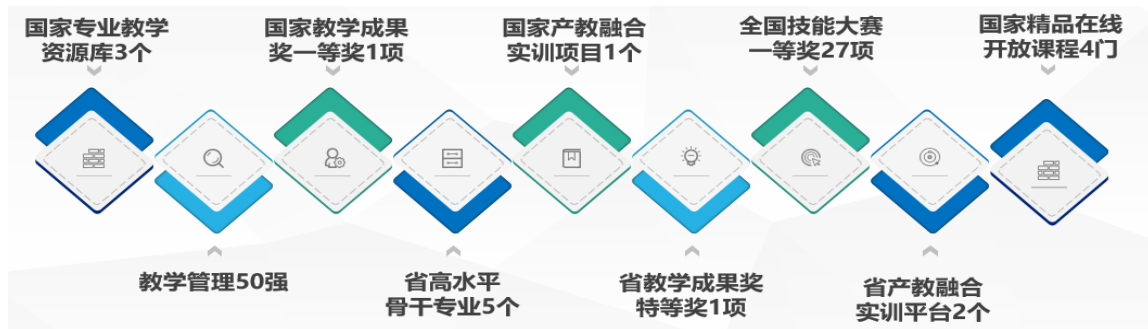 国家专业教学
资源库3个
国家教学成果
奖一等奖1项
国家产教融合
实训项目1个
全国技能大赛
一等奖27项
国家精品在线
开放课程4门
教学管理50强
省高水平
骨干专业5个
省教学成果奖
特等奖1项
省产教融合
实训平台2个